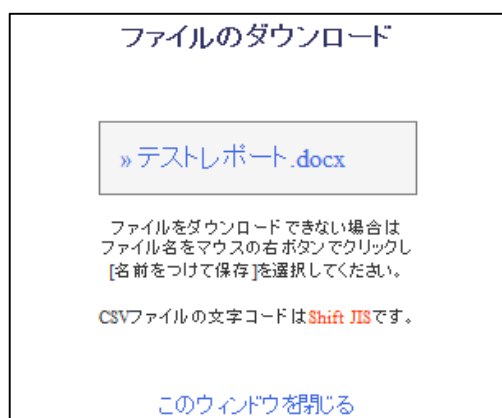 ファイルのダウンロード
» テストレポート.docx
ファイルをダウンロードできない場合は
ファイル名をマウスの右ボタンでクリックし
[名前をつけて保存]を選択してください。
CSVファイルの文字コードはShift JISです。
このウィンドウを閉じる